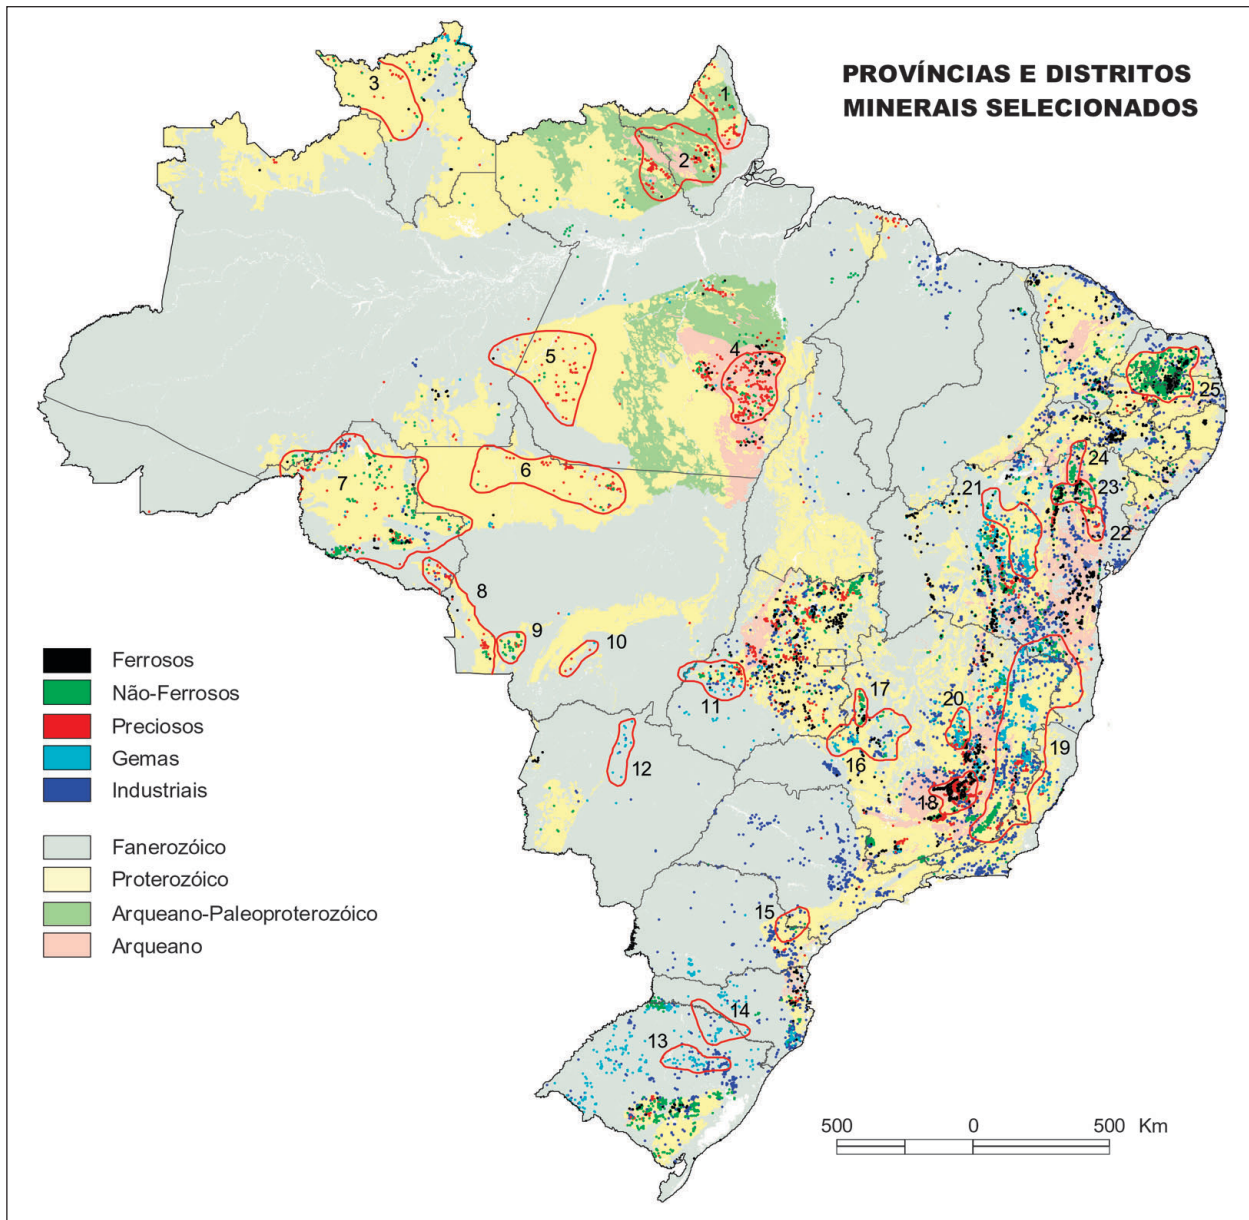 PROVÍNCIAS E DISTRITOS
MINERAIS SELECIONADOS
1
2
3
4
5
6
7
8
9
10
11
12
13
14
15
16
17
18
19
20
21
22
23
24
25
Ferrosos
Não-Ferrosos
Preciosos
Gemas
Industriais
Fanerozóico
Proterozóico
Arqueano-Paleoproterozóico
Arqueano
500 0 500 Km